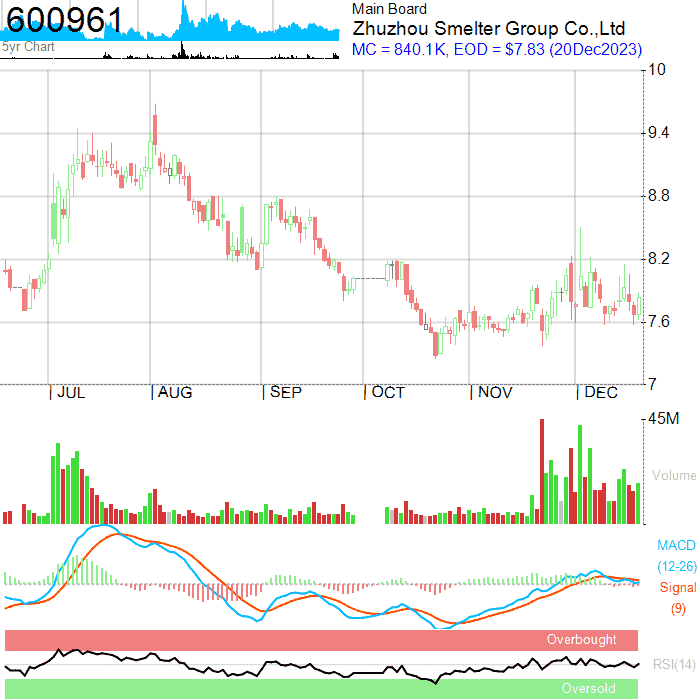 600961
5yr Chart
Main Board
Zhuzhou Smelter Group Co.,Ltd
MC = 840.1K, EOD = $7.83 (20Dec2023)
10
9.4
8.8
8.2
7.6
7
JUL AUG SEP OCT NOV DEC
45M
Volume
MACD
(12-26)
Signal
(9)
Overbought
RSI(14)
Oversold